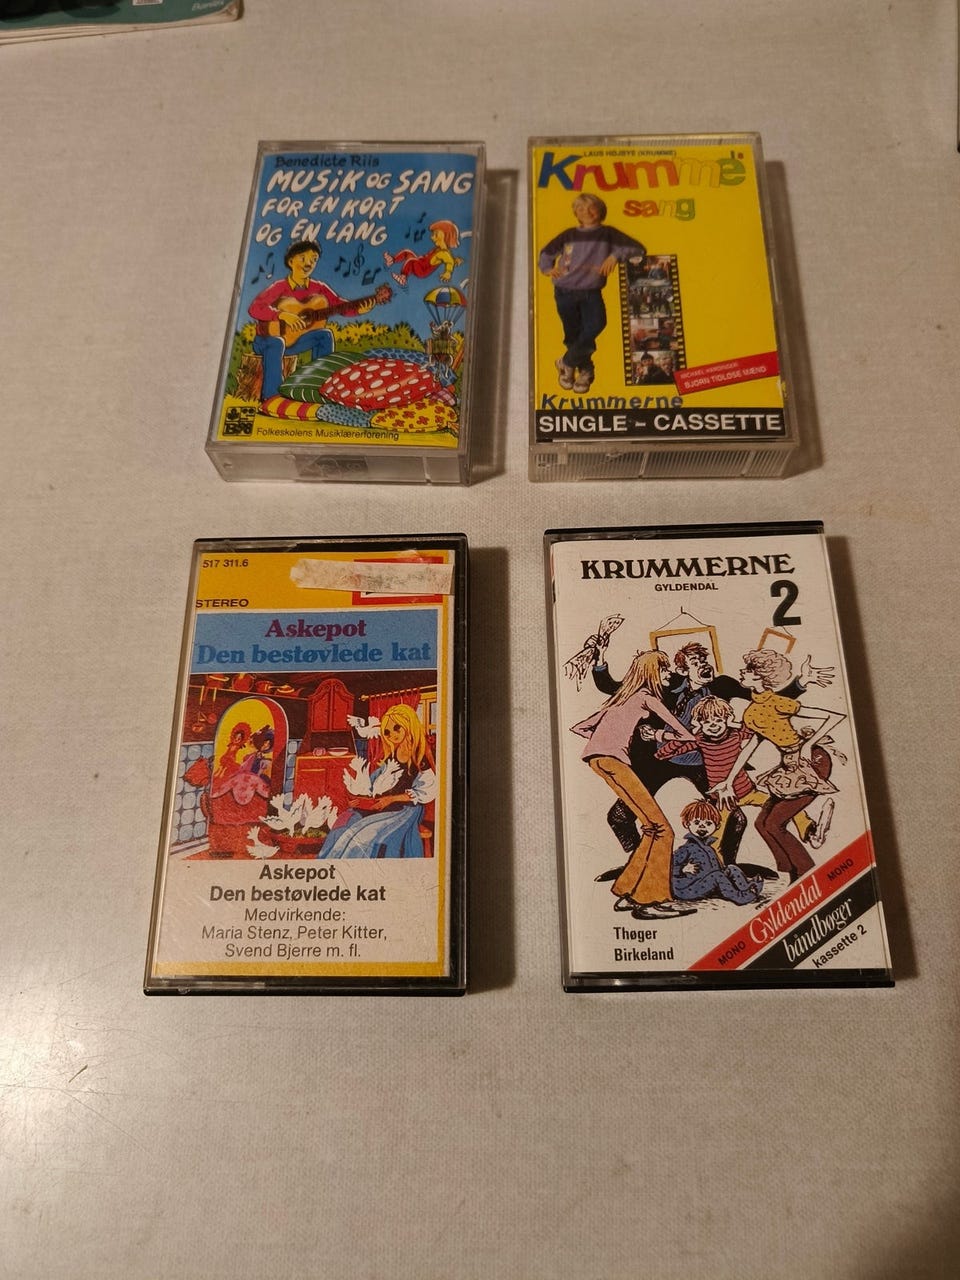 Benedicte Riis
MUSIK OG SANG
FOR EN KORT
OG EN LANG
Folkeskolens Musiklærerforening
LAUS HØJBYE (KRUMME)
Krumme's
sang
MICHAEL HARDINGER:
BJØRN TIDLØSE MÆND
Krummerne
SINGLE - CASSETTE
517 311.6
STEREO
Askepot
Den bestøvlede kat
Askepot
Den bestøvlede kat
Medvirkende:
Maria Stenz, Peter Kitter,
Svend Bjerre m. fl.
KRUMMERNE
GYLDENDAL
2
Thøger
Birkeland
MONO Gyldendal MONO
båndbøger
kassette 2